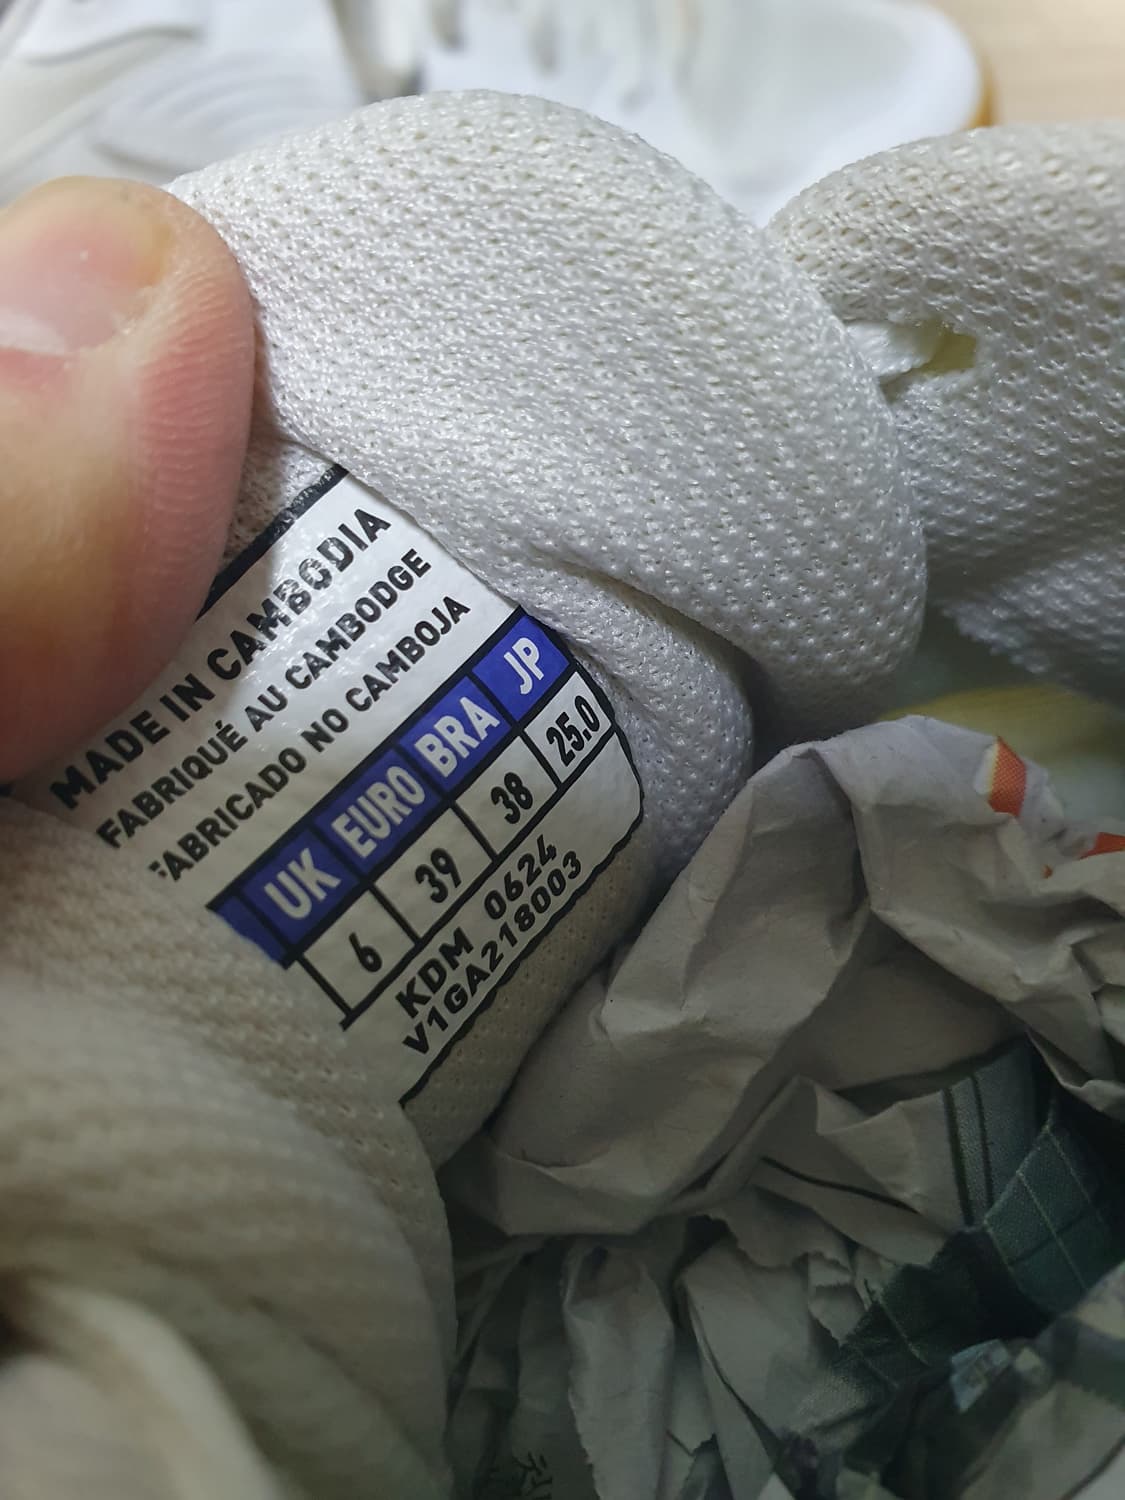 MADE IN CAMBODIA
FABRIQUÉ AU CAMBODGE
FABRICADO NO CAMBOJA
UK EURO BRA JP
6 39 38 25.0
KDM 0624
V1GA218003